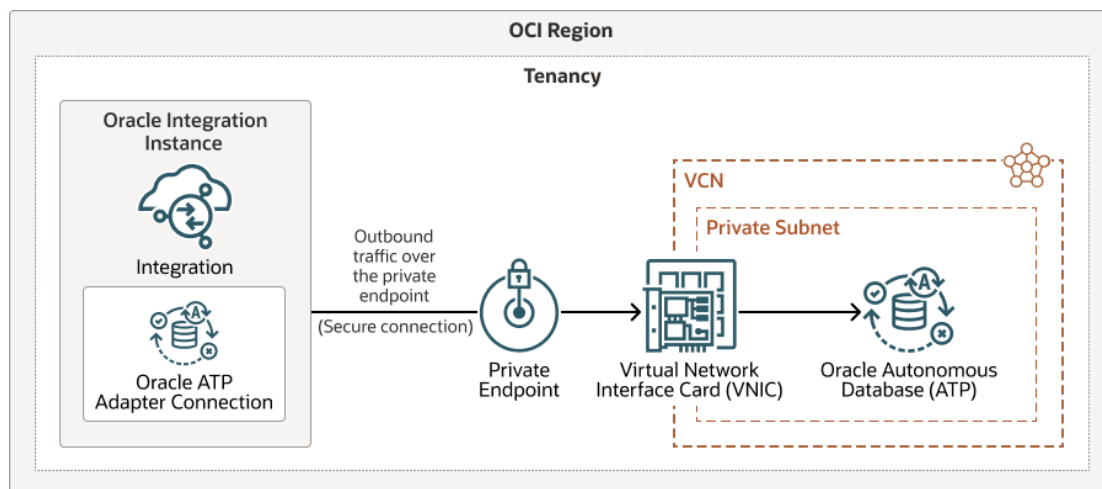 OCI Region
Tenancy
Oracle Integration
Instance
Integration
Oracle ATP
Adapter Connection
Outbound
traffic over
the private
endpoint
(Secure connection)
Private
Endpoint
VCN
Private Subnet
Virtual Network
Interface Card (VNIC)
A
Oracle Autonomous
Database (ATP)
A